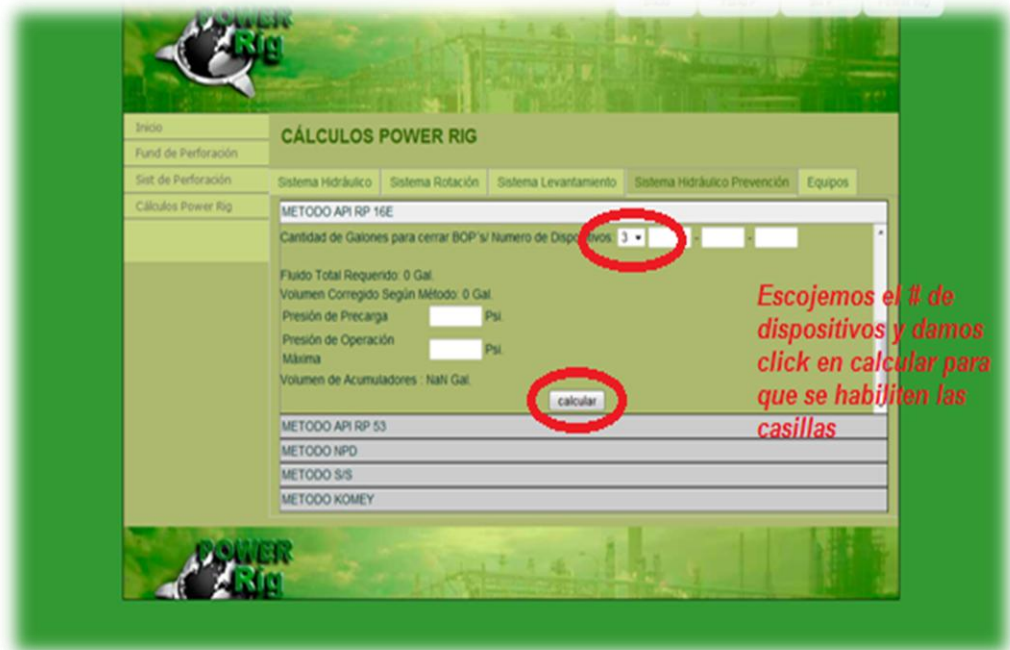 POWER
Rig
Inicio
Fund de Perforación
Sist de Perforación
Cálculos Power Rig
CÁLCULOS POWER RIG
Sistema Hidráulico
Sistema Rotación
Sistema Levantamiento
Sistema Hidráulico Prevención
Equipos
METODO API RP 16E
Cantidad de Galones para cerrar BOP's/ Numero de Dispositivos: 3 - -
Fluido Total Requerido: 0 Gal.
Volumen Corregido Según Método: 0 Gal.
Presión de Precarga Psi.
Presión de Operación
Máxima Psi.
Volumen de Acumuladores : NaN Gal.
calcular
METODO API RP 53
METODO NPD
METODO S/S
METODO KOMEY
Escojemos el # de
dispositivos y damos
click en calcular para
que se habiliten las
casillas
POWER
Rig